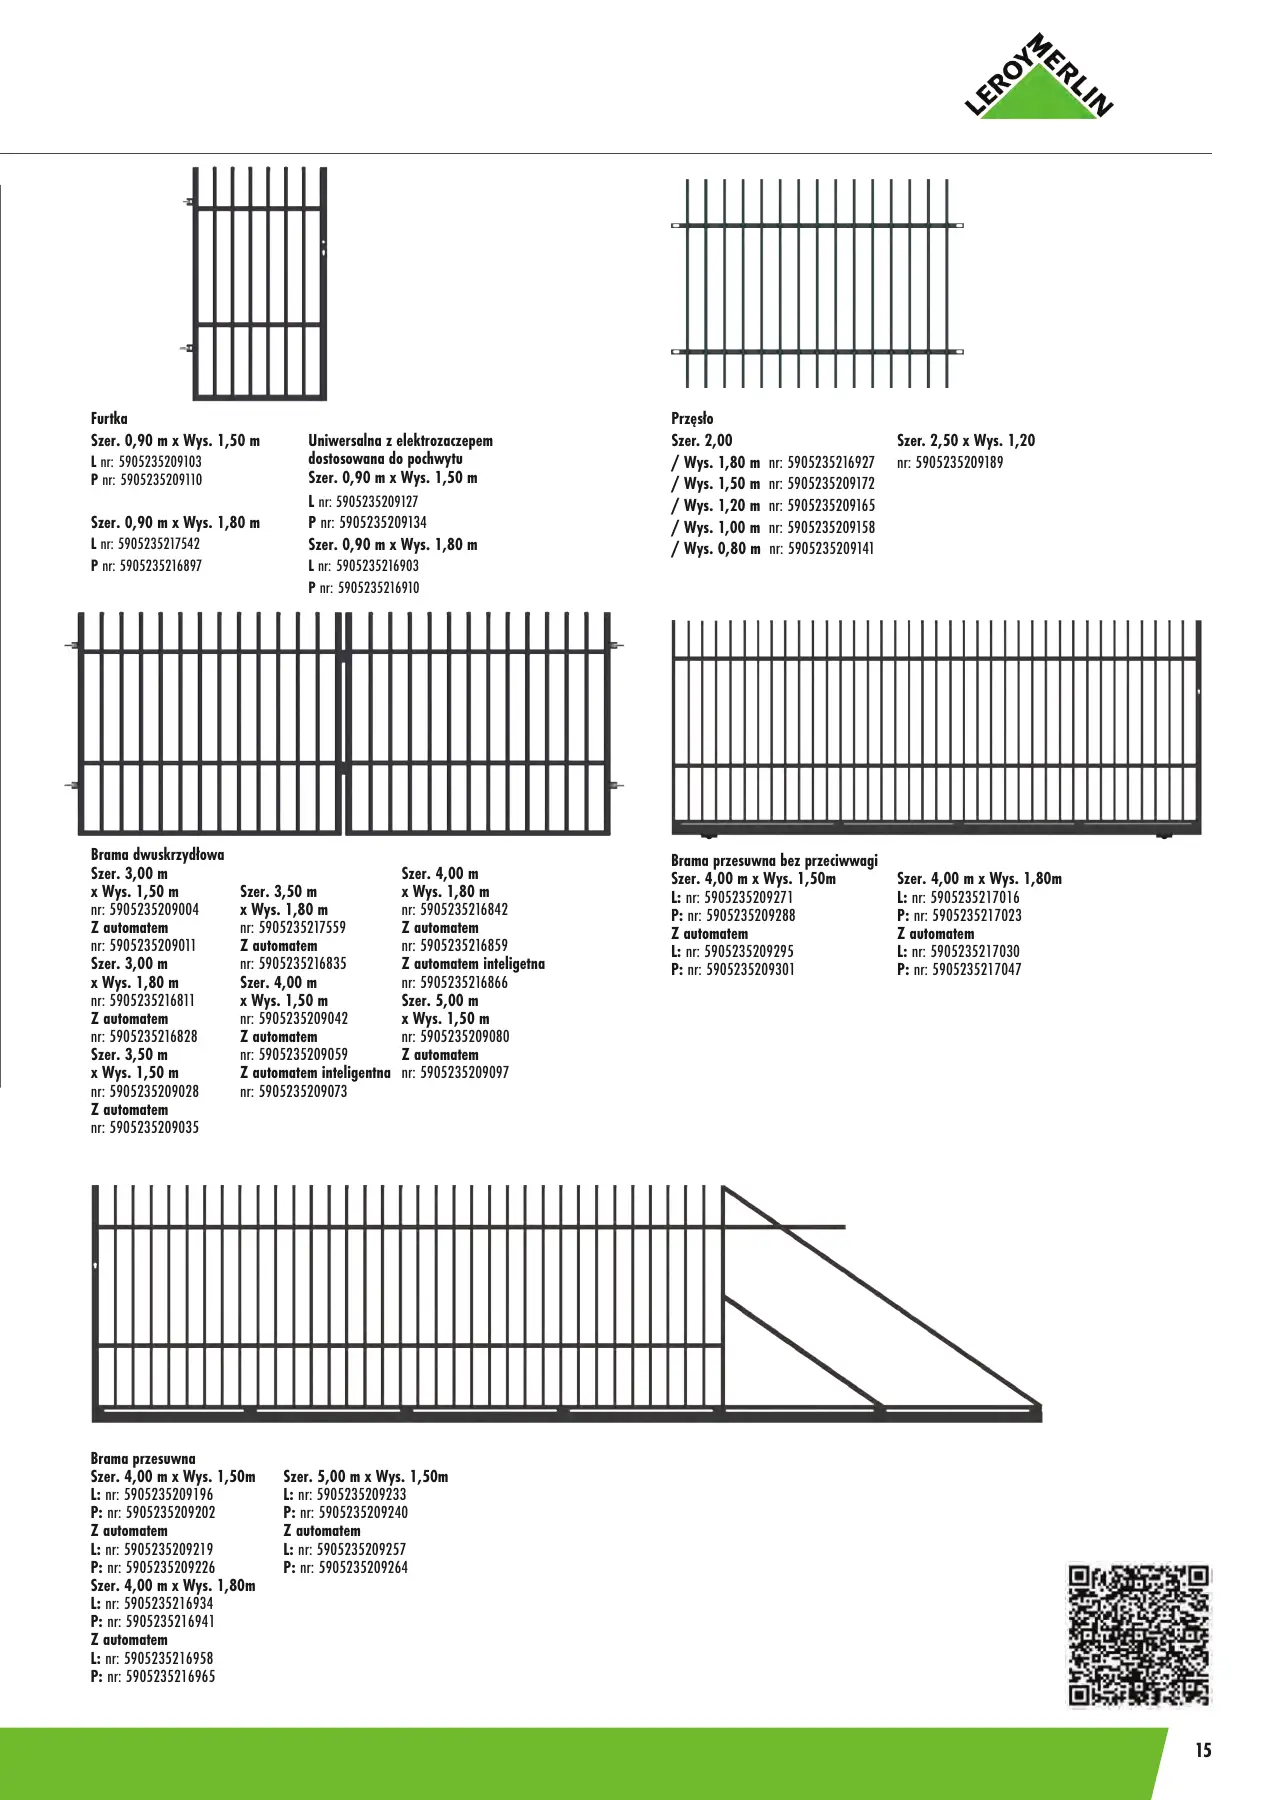 LEROY MERLIN
Furtka
Szer. 0,90 m x Wys. 1,50 m
L nr: 5905235209103
P nr: 5905235209110
Szer. 0,90 m x Wys. 1,80 m
L nr: 5905235217542
P nr: 5905235216897
Uniwersalna z elektrozaczepem
dostosowana do pochwytu
Szer. 0,90 m x Wys. 1,50 m
L nr: 5905235209127
P nr: 5905235209134
Szer. 0,90 m x Wys. 1,80 m
L nr: 5905235216903
P nr: 5905235216910
Przęsło
Szer. 2,00
/ Wys. 1,80 m nr: 5905235216927
/ Wys. 1,50 m nr: 5905235209172
/ Wys. 1,20 m nr: 5905235209165
/ Wys. 1,00 m nr: 5905235209158
/ Wys. 0,80 m nr: 5905235209141
Szer. 2,50 x Wys. 1,20
nr: 5905235209189
Brama dwuskrzydłowa
Szer. 3,00 m
x Wys. 1,50 m
nr: 5905235209004
Z automatem
nr: 5905235209011
Szer. 3,00 m
x Wys. 1,80 m
nr: 5905235216811
Z automatem
nr: 5905235216828
Szer. 3,50 m
x Wys. 1,50 m
nr: 5905235209028
Z automatem
nr: 5905235209035
Szer. 3,50 m
x Wys. 1,80 m
nr: 5905235217559
Z automatem
nr: 5905235216835
Szer. 4,00 m
x Wys. 1,50 m
nr: 5905235209042
Z automatem
nr: 5905235209059
Z automatem inteligentna
nr: 5905235209073
Szer. 4,00 m
x Wys. 1,80 m
nr: 5905235216842
Z automatem
nr: 5905235216859
Z automatem inteligetna
nr: 5905235216866
Szer. 5,00 m
x Wys. 1,50 m
nr: 5905235209080
Z automatem
nr: 5905235209097
Brama przesuwna bez przeciwwagi
Szer. 4,00 m x Wys. 1,50m
L: nr: 5905235209271
P: nr: 5905235209288
Z automatem
L: nr: 5905235209295
P: nr: 5905235209301
Szer. 4,00 m x Wys. 1,80m
L: nr: 5905235217016
P: nr: 5905235217023
Z automatem
L: nr: 5905235217030
P: nr: 5905235217047
Brama przesuwna
Szer. 4,00 m x Wys. 1,50m
L: nr: 5905235209196
P: nr: 5905235209202
Z automatem
L: nr: 5905235209219
P: nr: 5905235209226
Szer. 4,00 m x Wys. 1,80m
L: nr: 5905235216934
P: nr: 5905235216941
Z automatem
L: nr: 5905235216958
P: nr: 5905235216965
Szer. 5,00 m x Wys. 1,50m
L: nr: 5905235209233
P: nr: 5905235209240
Z automatem
L: nr: 5905235209257
P: nr: 5905235209264
15